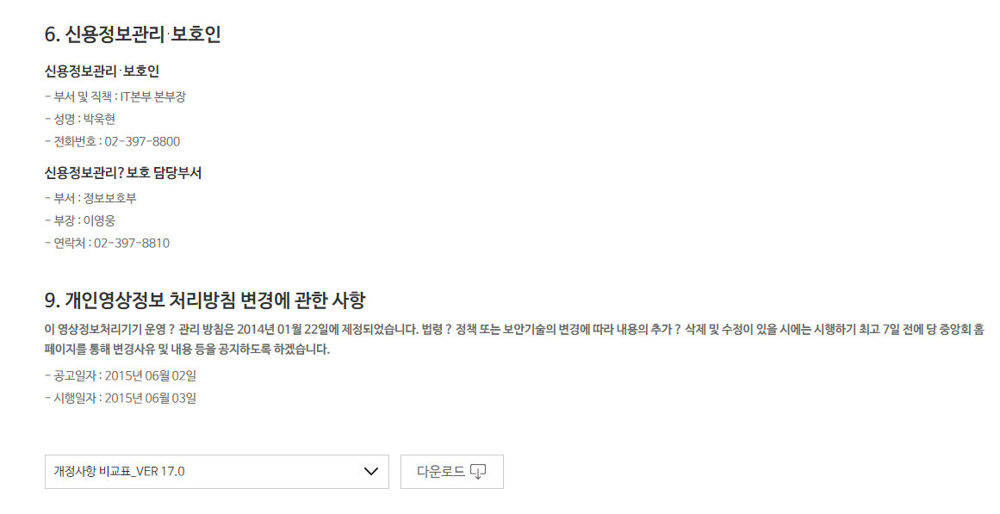 6. 신용정보관리·보호인
신용정보관리·보호인
- 부서 및 직책 : IT본부 본부장
- 성명 : 박욱현
- 전화번호 : 02-397-8800
신용정보관리? 보호 담당부서
- 부서 : 정보보호부
- 부장 : 이영웅
- 연락처 : 02-397-8810
9. 개인영상정보 처리방침 변경에 관한 사항
이 영상정보처리기기 운영 ? 관리 방침은 2014년 01월 22일에 제정되었습니다. 법령 ? 정책 또는 보안기술의 변경에 따라 내용의 추가 ? 삭제 및 수정이 있을 시에는 시행하기 최고 7일 전에 당 중앙회 홈
페이지를 통해 변경사유 및 내용 등을 공지하도록 하겠습니다.
- 공고일자 : 2015년 06월 02일
- 시행일자 : 2015년 06월 03일
개정사항 비교표_VER 17.0
다운로드